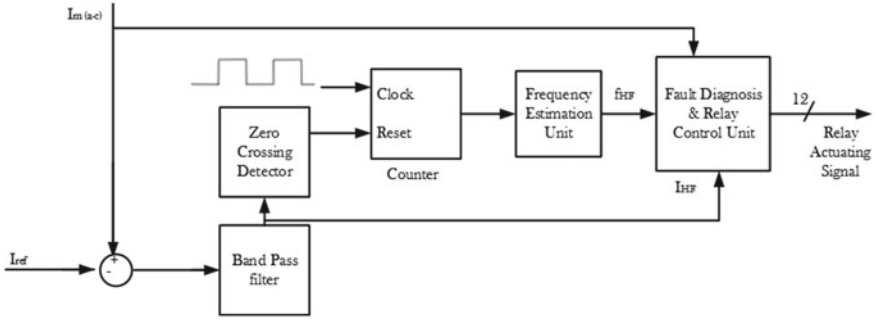 Im (a-c)
Clock
Reset
Counter
Zero
Crossing
Detector
Frequency
Estimation
Unit
fHF
Fault Diagnosis
& Relay
Control Unit
12
Relay
Actuating
Signal
IHF
Iref
+
-
Band Pass
filter